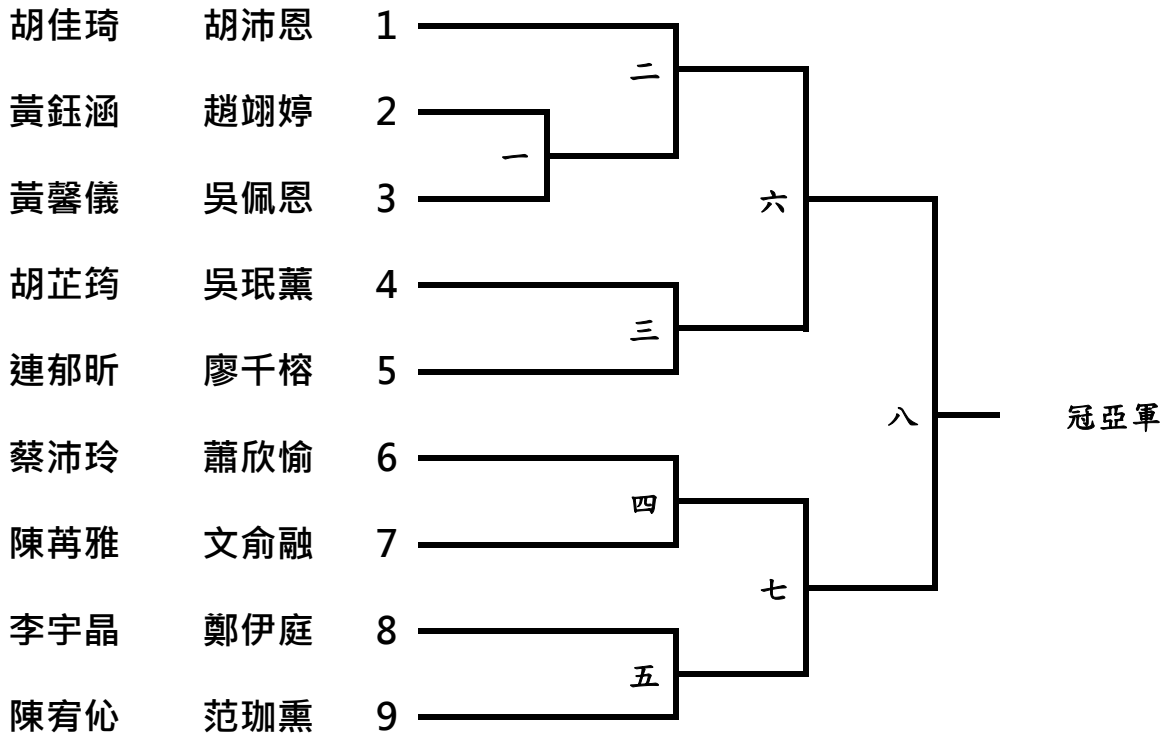 胡佳琦 胡沛恩 1
二
黃鈺涵 趙翊婷 2
一
黃馨儀 吳佩恩 3
六
胡芷筠 吳珉薰 4
三
連郁昕 廖千榕 5
八 冠亞軍
蔡沛玲 蕭欣愉 6
四
陳苒雅 文俞融 7
七
李宇晶 鄭伊庭 8
五
陳宥伈 范珈熏 9